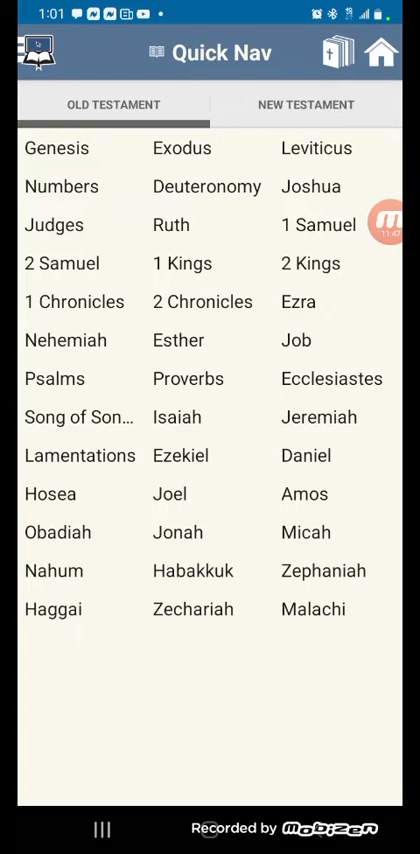 1:01
Quick Nav
OLD TESTAMENT NEW TESTAMENT
Genesis Exodus Leviticus
Numbers Deuteronomy Joshua
Judges Ruth 1 Samuel
11:47
2 Samuel 1 Kings 2 Kings
1 Chronicles 2 Chronicles Ezra
Nehemiah Esther Job
Psalms Proverbs Ecclesiastes
Song of Son... Isaiah Jeremiah
Lamentations Ezekiel Daniel
Hosea Joel Amos
Obadiah Jonah Micah
Nahum Habakkuk Zephaniah
Haggai Zechariah Malachi
Recorded by mobizen